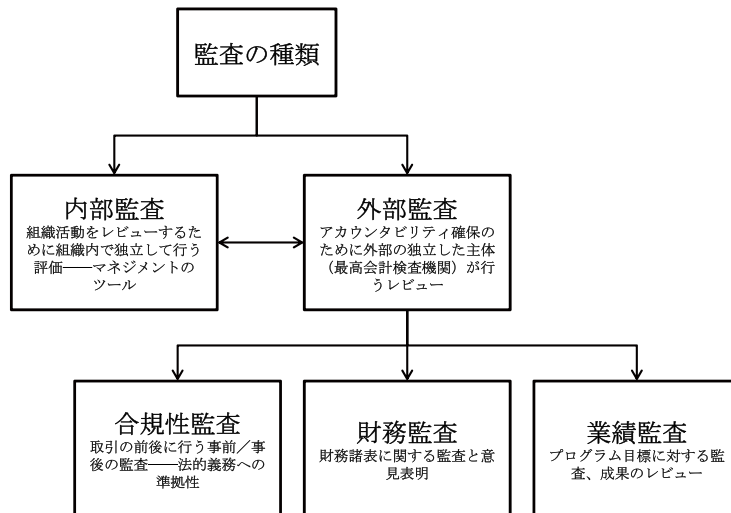 監査の種類
内部監査
組織活動をレビューするた
めに組織内で独立して行う
評価――マネジメントの
ツール
外部監査
アカウンタビリティ確保の
ために外部の独立した主体
（最高会計検査機関）が行
うレビュー
合規性監査
取引の前後に行う事前／事
後の監査――法的義務への
準拠性
財務監査
財務諸表に関する監査と意
見表明
業績監査
プログラム目標に対する監
査、成果のレビュー